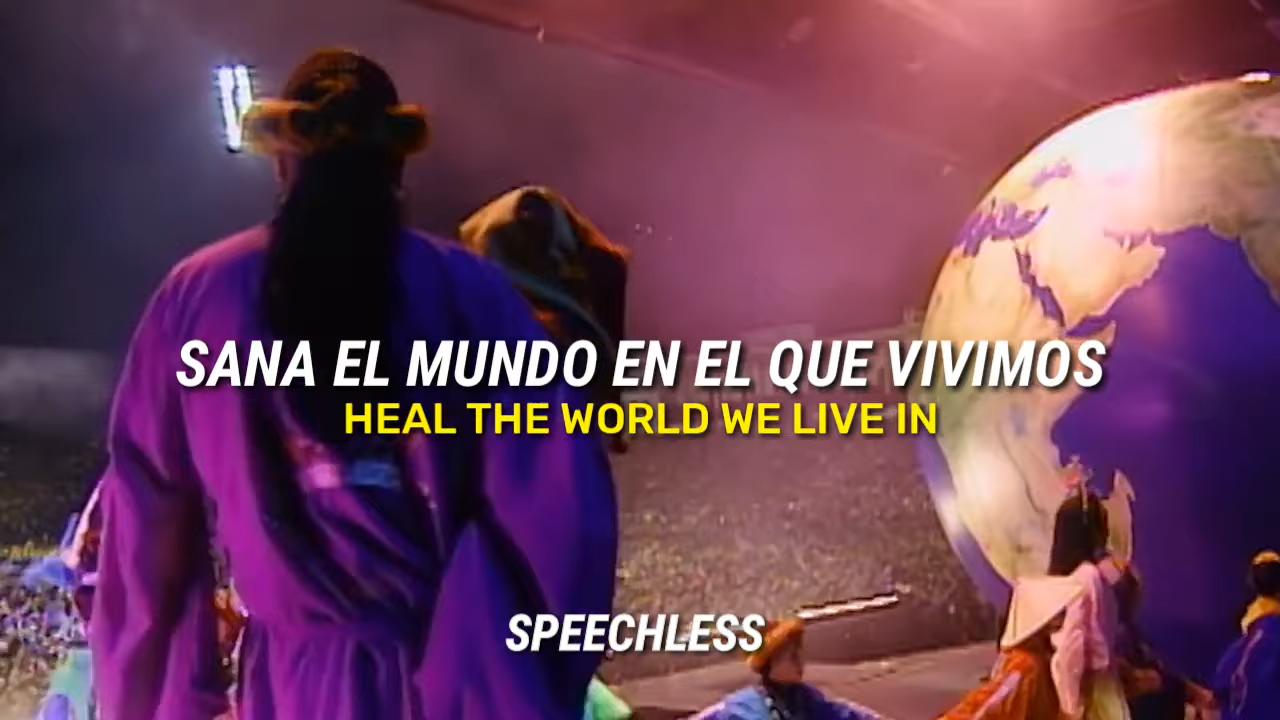 SANA EL MUNDO EN EL QUE VIVIMOS
HEAL THE WORLD WE LIVE IN
SPEECHLESS